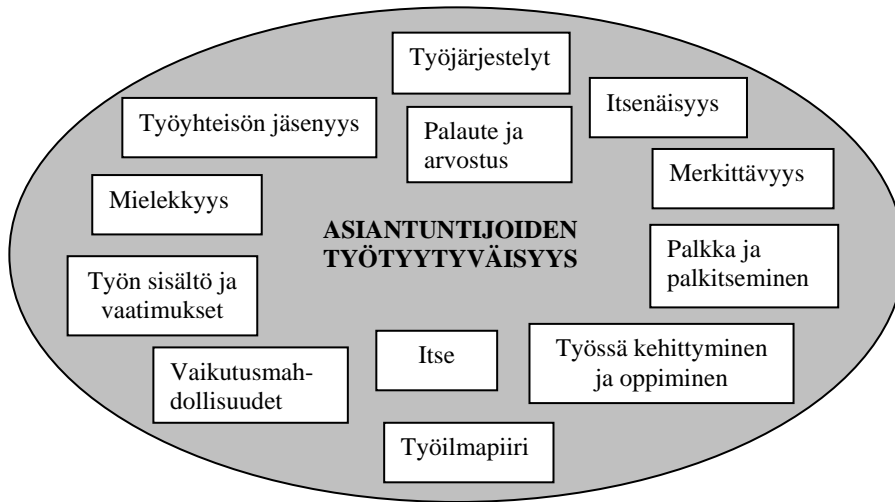 Työjärjestelyt
Itsenäisyys
Työyhteisön jäsenyys
Palaute ja
arvostus
Merkittävyys
Mielekkyys
ASIANTUNTIJOIDEN
TYÖTYYTYVÄISYYS
Palkka ja
palkitseminen
Työn sisältö ja
vaatimukset
Itse
Työssä kehittyminen
ja oppiminen
Vaikutusmah-
dollisuudet
Työilmapiiri